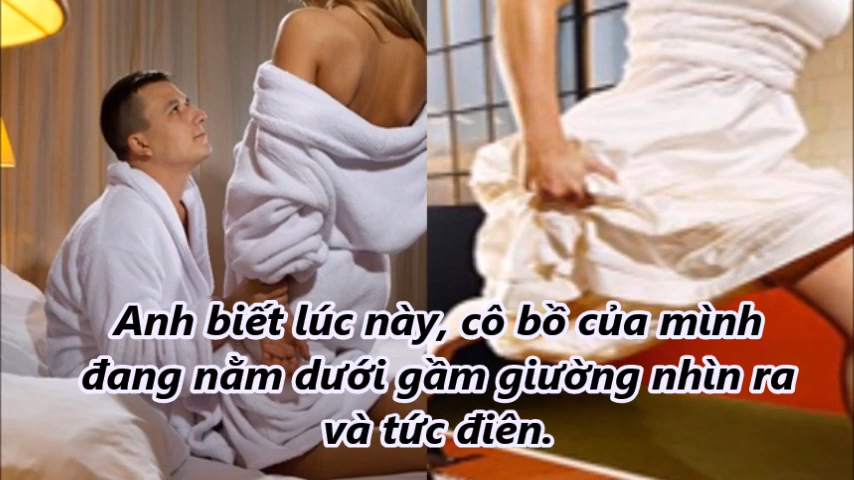 Anh biết lúc này, cô bồ của mình
đang nằm dưới gầm giường nhìn ra
và tức điên.